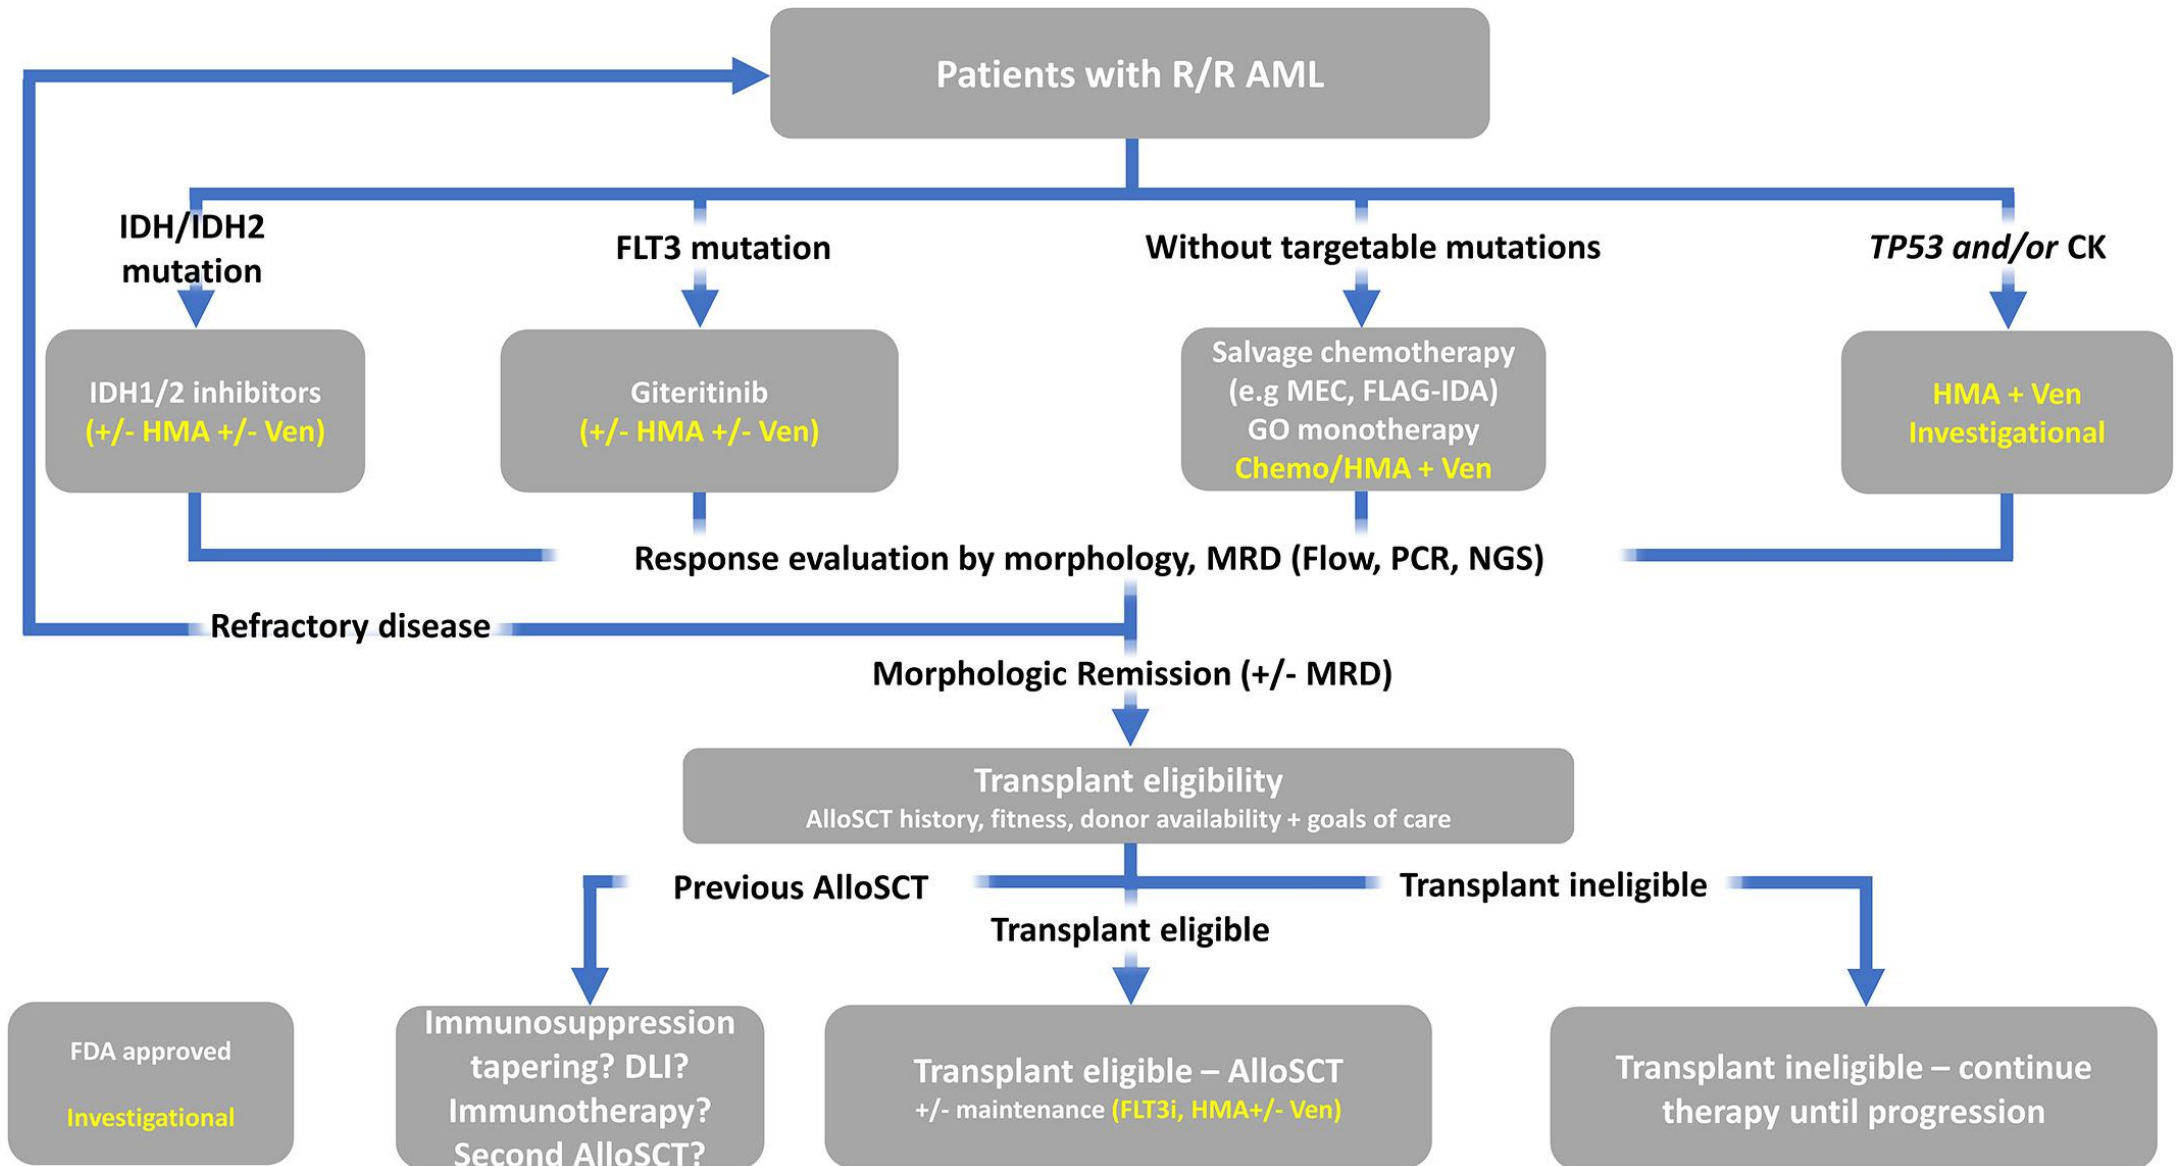 Patients with R/R AML
IDH/IDH2
mutation
FLT3 mutation
Without targetable mutations
TP53 and/or CK
IDH1/2 inhibitors
(+/- HMA +/- Ven)
Giteritinib
(+/- HMA +/- Ven)
Salvage chemotherapy
(e.g MEC, FLAG-IDA)
GO monotherapy
Chemo/HMA + Ven
HMA + Ven
Investigational
Response evaluation by morphology, MRD (Flow, PCR, NGS)
Refractory disease
Morphologic Remission (+/- MRD)
Transplant eligibility
AlloSCT history, fitness, donor availability + goals of care
Previous AlloSCT
Transplant eligible
Transplant ineligible
FDA approved
Investigational
Immunosuppression
tapering? DLI?
Immunotherapy?
Second AlloSCT?
Transplant eligible – AlloSCT
+/- maintenance (FLT3i, HMA+/- Ven)
Transplant ineligible – continue
therapy until progression